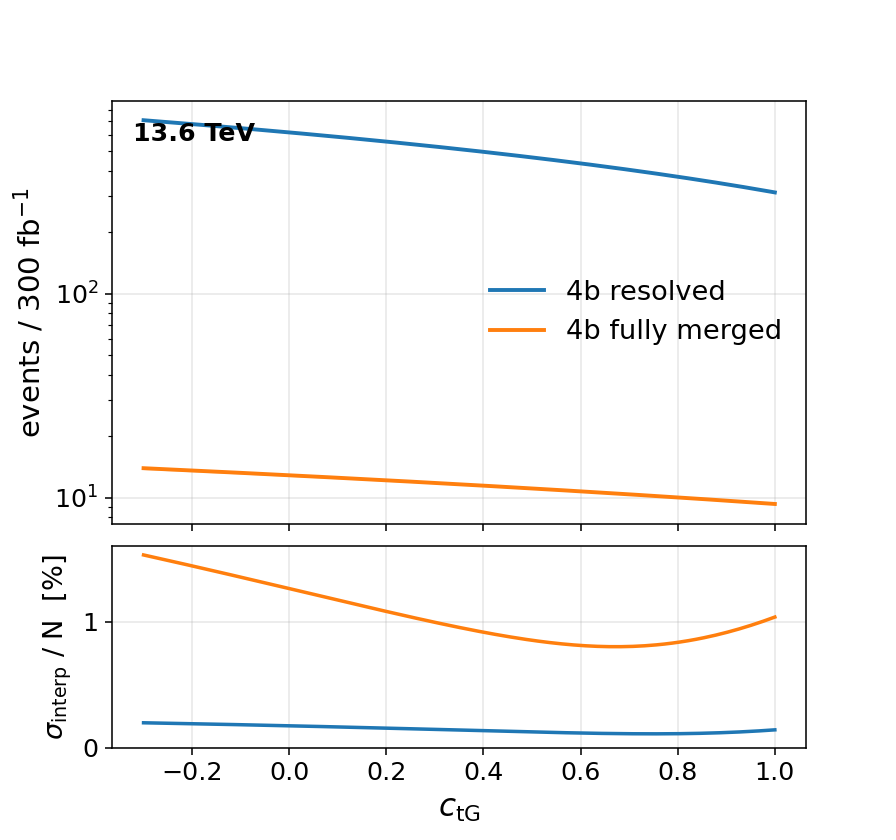 13.6 TeV
events / 300 fb⁻¹
10²
10¹
4b resolved
4b fully merged
σ_interp / N [%]
1
0
−0.2 0.0 0.2 0.4 0.6 0.8 1.0
c_tG